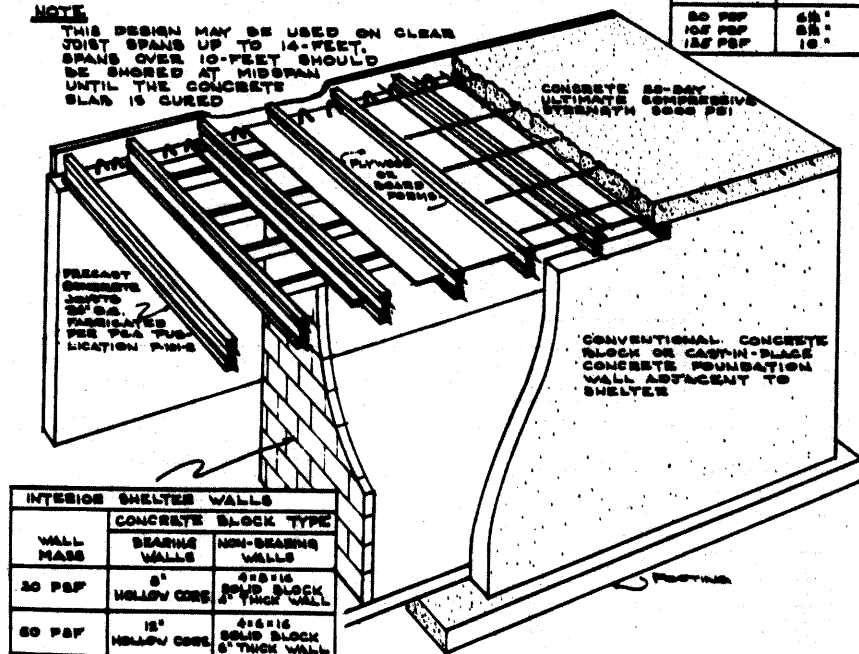 NOTE
THIS DESIGN MAY BE USED ON CLEAR
JOIST SPANS UP TO 14-FEET.
SPANS OVER 10-FEET SHOULD
BE SHORED AT MIDSPAN
UNTIL THE CONCRETE
SLAB IS CURED
80 PSF
105 PSF
125 PSF 10"
CONCRETE 28-DAY
ULTIMATE COMPRESSIVE
STRENGTH 3000 PSI
PLYWOOD
OR
BOARD
FORMS
PRECAST
CONCRETE
JOISTS
FABRICATED
PER PCA PUB-
LICATION
CONVENTIONAL CONCRETE
BLOCK OR CAST-IN-PLACE
CONCRETE FOUNDATION
WALL ADJACENT TO
SHELTER
INTERIOR SHELTER WALLS
WALL MASS
CONCRETE BLOCK TYPE
BEARING WALLS
NON-BEARING WALLS
PSF
8" HOLLOW CORE
4x8x16 SOLID BLOCK 4" THICK WALL
PSF
12" HOLLOW CORE
4x6x16 SOLID BLOCK 6" THICK WALL
FOOTING